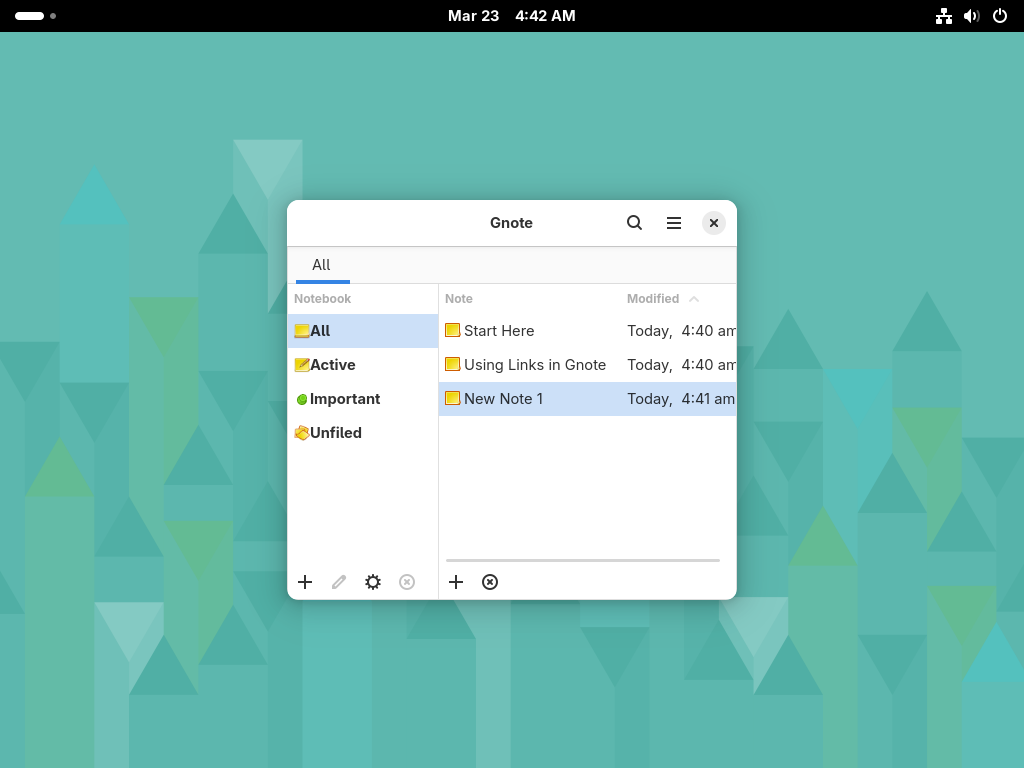 Mar 23 4:42 AM
Gnote
All
Notebook
Note Modified
All
Start Here Today, 4:40 am
Active
Using Links in Gnote Today, 4:40 am
Important
New Note 1 Today, 4:41 am
Unfiled